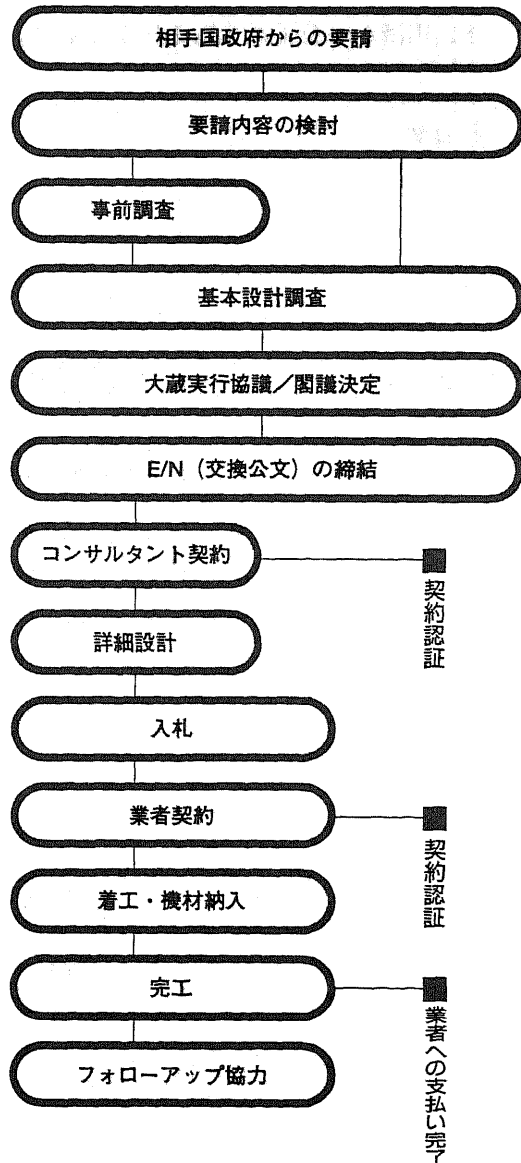 相手国政府からの要請
要請内容の検討
事前調査
基本設計調査
大蔵実行協議／閣議決定
E/N（交換公文）の締結
コンサルタント契約
契約認証
詳細設計
入札
業者契約
契約認証
着工・機材納入
完工
業者への支払い完了
フォローアップ協力